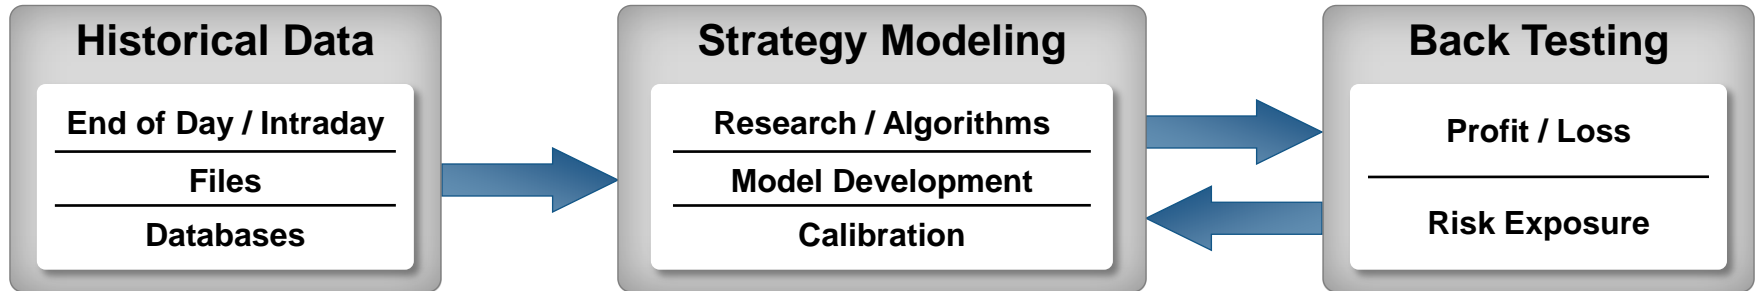 Historical Data
End of Day / Intraday
Files
Databases
Strategy Modeling
Research / Algorithms
Model Development
Calibration
Back Testing
Profit / Loss
Risk Exposure